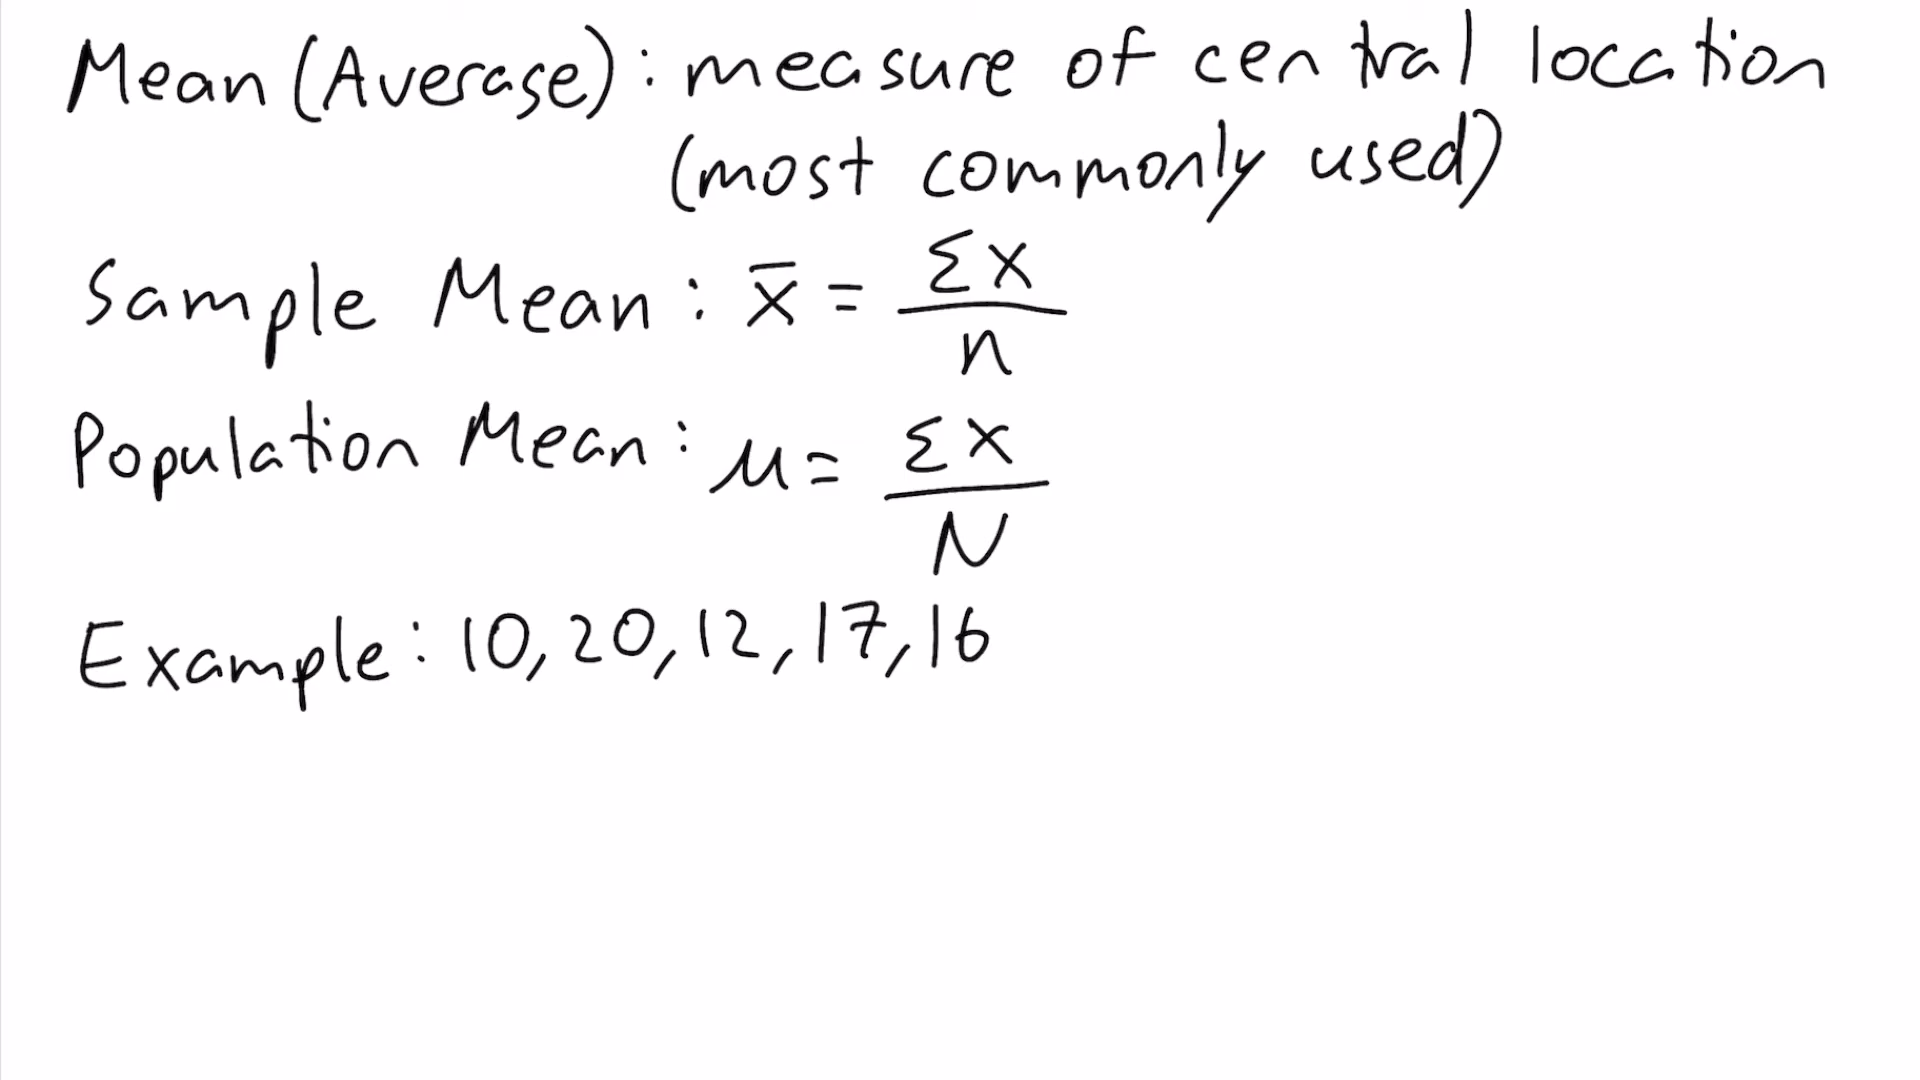 Mean (Average): measure of central location
(most commonly used)
Sample Mean: x̄ = Σx / n
Population Mean: μ = Σx / N
Example: 10, 20, 12, 17, 16